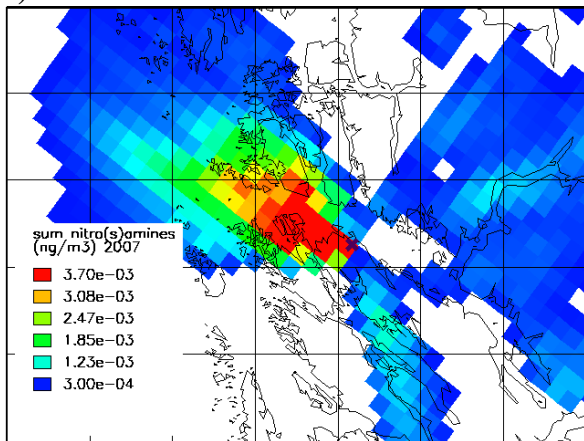 sum nitro(s)amines
(ng/m3) 2007
3.70e-03
3.08e-03
2.47e-03
1.85e-03
1.23e-03
3.00e-04